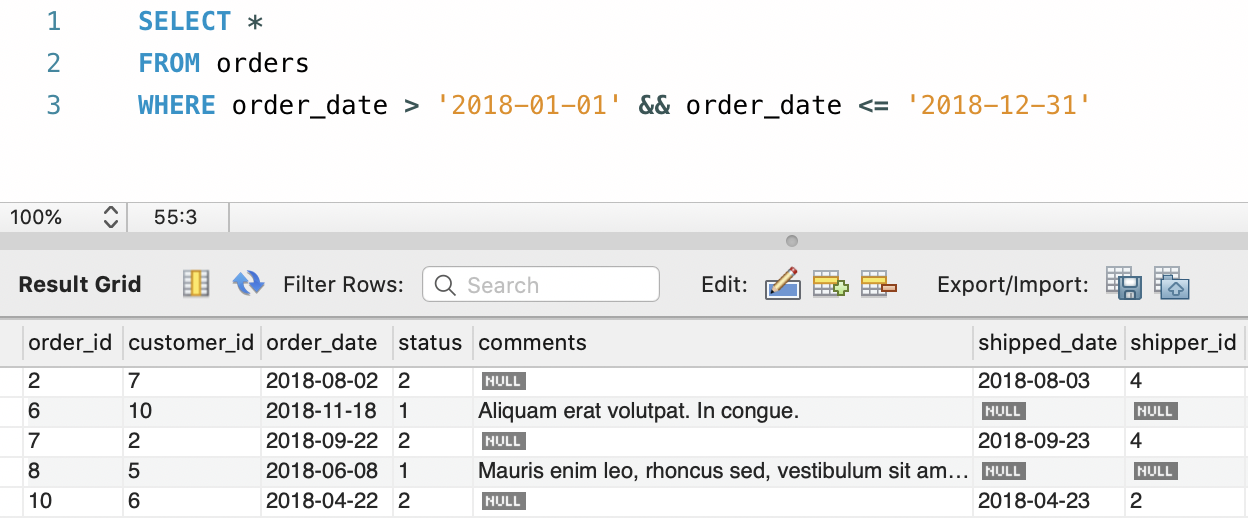 1 SELECT *
2 FROM orders
3 WHERE order_date > '2018-01-01' && order_date <= '2018-12-31'
100% 55:3
Result Grid Filter Rows: Search Edit: Export/Import:
order_id customer_id order_date status comments shipped_date shipper_id
2 7 2018-08-02 2 NULL 2018-08-03 4
6 10 2018-11-18 1 Aliquam erat volutpat. In congue. NULL NULL
7 2 2018-09-22 2 NULL 2018-09-23 4
8 5 2018-06-08 1 Mauris enim leo, rhoncus sed, vestibulum sit am... NULL NULL
10 6 2018-04-22 2 NULL 2018-04-23 2